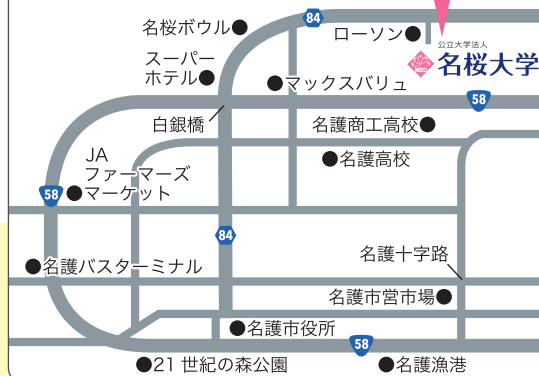 名桜ボウル
84
ローソン
公立大学法人
名桜大学
MEIO
スーパー
ホテル
マックスバリュ
58
白銀橋
名護商工高校
JA
ファーマーズ
マーケット
名護高校
58
84
名護バスターミナル
名護十字路
名護市営市場
名護市役所
58
21世紀の森公園
名護漁港